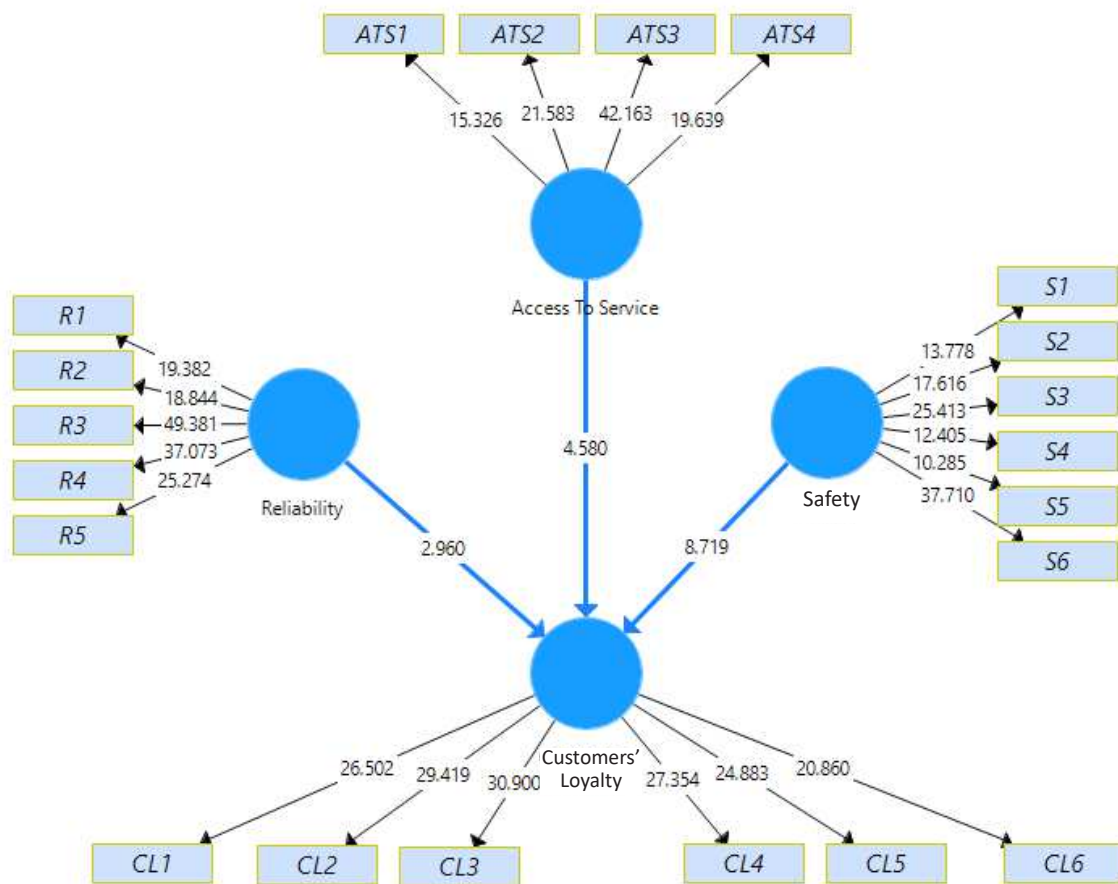 ATS1 ATS2 ATS3 ATS4
15.326 21.583 42.163 19.639
Access To Service
R1
R2
R3
R4
R5
19.382
18.844
49.381
37.073
25.274
Reliability
S1
S2
S3
S4
S5
S6
13.778
17.616
25.413
12.405
10.285
37.710
Safety
2.960
4.580
8.719
Customers’
Loyalty
26.502 29.419 30.900 27.354 24.883 20.860
CL1 CL2 CL3 CL4 CL5 CL6